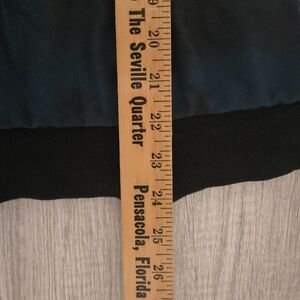 The Seville Quarter Pensacola, Florida
20 21 22 23 24 25 26